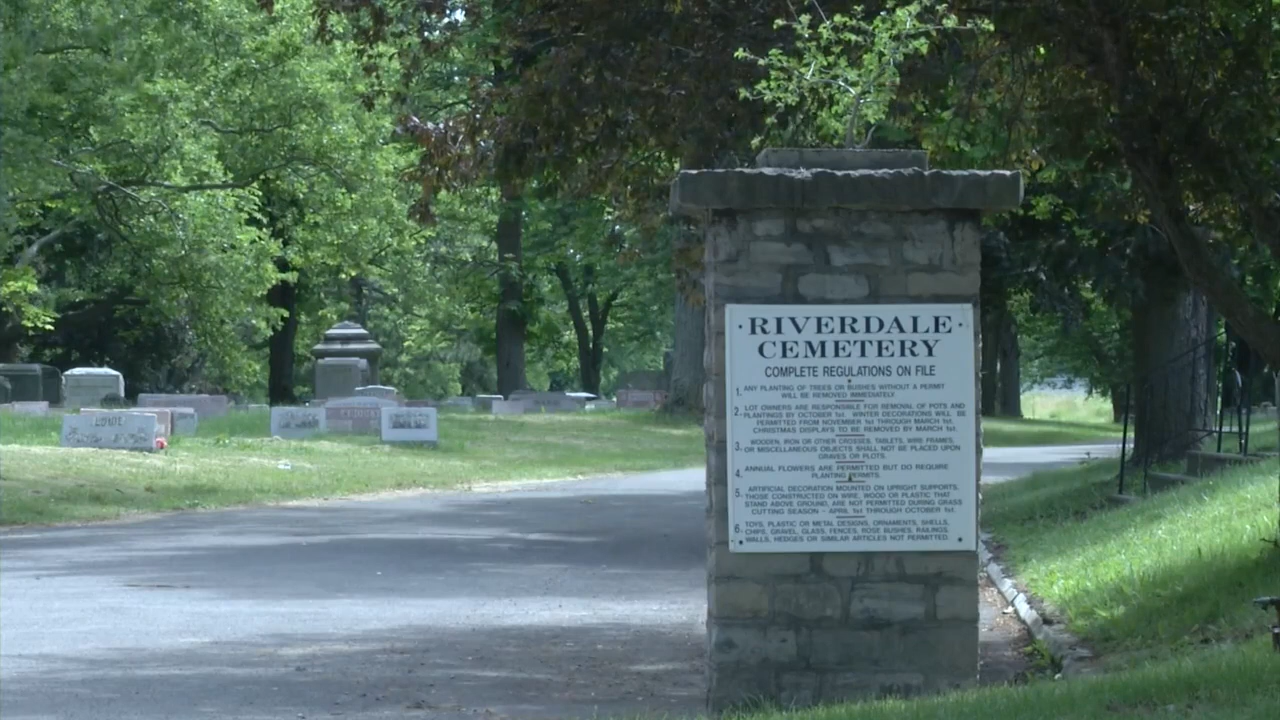 · RIVERDALE ·
CEMETERY
COMPLETE REGULATIONS ON FILE
1. ANY PLANTING OF TREES OR BUSHES WITHOUT A PERMIT
WILL BE REMOVED IMMEDIATELY.
2. LOT OWNERS ARE RESPONSIBLE FOR REMOVAL OF POTS AND
PLANTINGS BY OCTOBER 1st. WINTER DECORATIONS WILL BE
PERMITTED FROM NOVEMBER 1st THROUGH MARCH 1st.
CHRISTMAS DISPLAYS TO BE REMOVED BY MARCH 1st.
3. WOODEN, IRON OR OTHER CROSSES, TABLETS, WIRE FRAMES,
OR MISCELLANEOUS OBJECTS SHALL NOT BE PLACED UPON
GRAVES OR PLOTS.
4. ANNUAL FLOWERS ARE PERMITTED BUT DO REQUIRE
PLANTING PERMITS.
5. ARTIFICIAL DECORATION MOUNTED ON UPRIGHT SUPPORTS,
THOSE CONSTRUCTED ON WIRE, WOOD OR PLASTIC THAT
STAND ABOVE GROUND, ARE NOT PERMITTED DURING GRASS
CUTTING SEASON - APRIL 1st THROUGH OCTOBER 1st.
6. TOYS, PLASTIC OR METAL DESIGNS, ORNAMENTS, SHELLS,
CHIPS, GRAVEL, GLASS, FENCES, ROSE BUSHES, RAILINGS,
WALLS, HEDGES OR SIMILAR ARTICLES NOT PERMITTED.